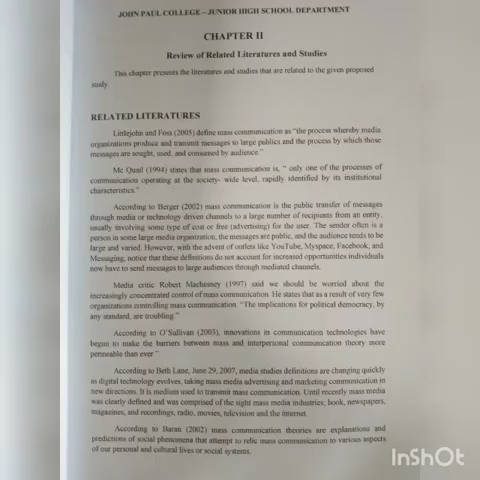 JOHN PAUL COLLEGE – JUNIOR HIGH SCHOOL DEPARTMENT
CHAPTER II
Review of Related Literatures and Studies
This chapter presents the literatures and studies that are related to the given proposed
study.
RELATED LITERATURES
Littlejohn and Foss (2005) define mass communication as "the process whereby media
organizations produce and transmit messages to large publics and the process by which those
messages are sought, used, and consumed by audience."
Mc Quail (1994) states that mass communication is, " only one of the processes of
communication operating at the society- wide level, rapidly identified by its institutional
characteristics."
According to Berger (2002) mass communication is the public transfer of messages
through media or technology driven channels to a large number of recipients from an entity,
usually involving some type of cost or free (advertising) for the user. The sender often is a
person in some large media organization, the messages are public, and the audience tends to be
large and varied. However, with the advent of outlets like YouTube, Myspace, Facebook, and
Messaging, notice that these definitions do not account for increased opportunities individuals
now have to send messages to large audiences through mediated channels.
Media critic Robert Machesney (1997) said we should be worried about the
increasingly concentrated control of mass communication. He states that as a result of very few
organizations controlling mass communication. "The implications for political democracy, by
any standard, are troubling."
According to O'Sullivan (2003), innovations in communication technologies have
begun to make the barriers between mass and interpersonal communication theory more
permeable than ever "
According to Beth Lane, June 29, 2007, media studies definitions are changing quickly
as digital technology evolves, taking mass media advertising and marketing communication in
new directions. It is medium used to transmit mass communication. Until recently mass media
was clearly defined and was comprised of the eight mass media industries; book, newspapers,
magazines, and recordings, radio, movies, television and the internet.
According to Baran (2002) mass communication theories are explanations and
predictions of social phenomena that attempt to relic mass communication to various aspects
of our personal and cultural lives or social systems.
InShOt